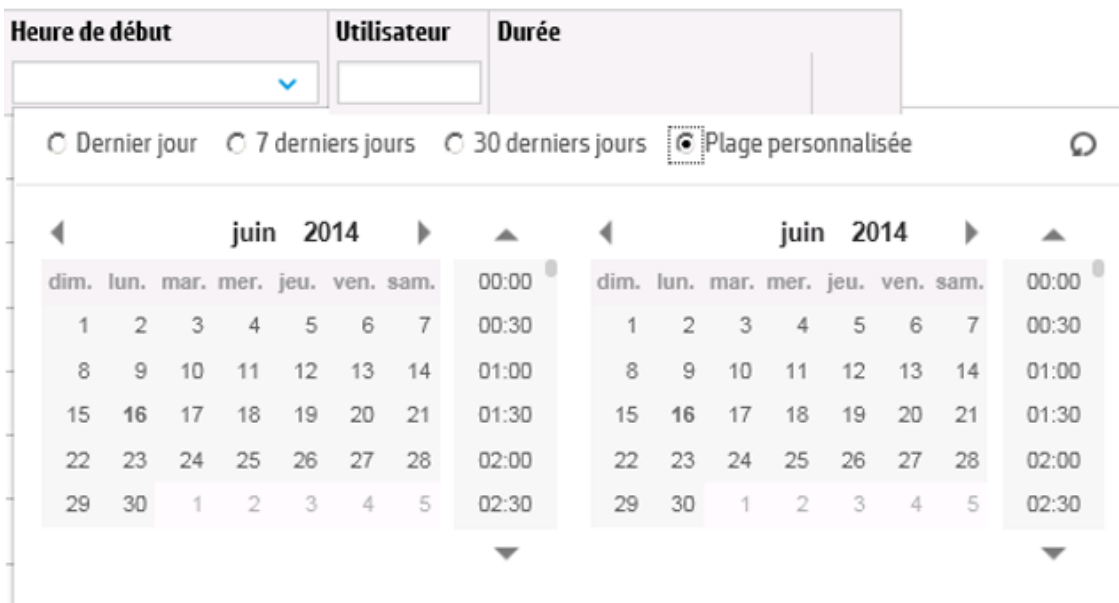 Heure de début Utilisateur Durée
Dernier jour 7 derniers jours 30 derniers jours Plage personnalisée
juin 2014 juin 2014
dim. lun. mar. mer. jeu. ven. sam. 00:00 dim. lun. mar. mer. jeu. ven. sam. 00:00
1 2 3 4 5 6 7 00:30 1 2 3 4 5 6 7 00:30
8 9 10 11 12 13 14 01:00 8 9 10 11 12 13 14 01:00
15 16 17 18 19 20 21 01:30 15 16 17 18 19 20 21 01:30
22 23 24 25 26 27 28 02:00 22 23 24 25 26 27 28 02:00
29 30 1 2 3 4 5 02:30 29 30 1 2 3 4 5 02:30